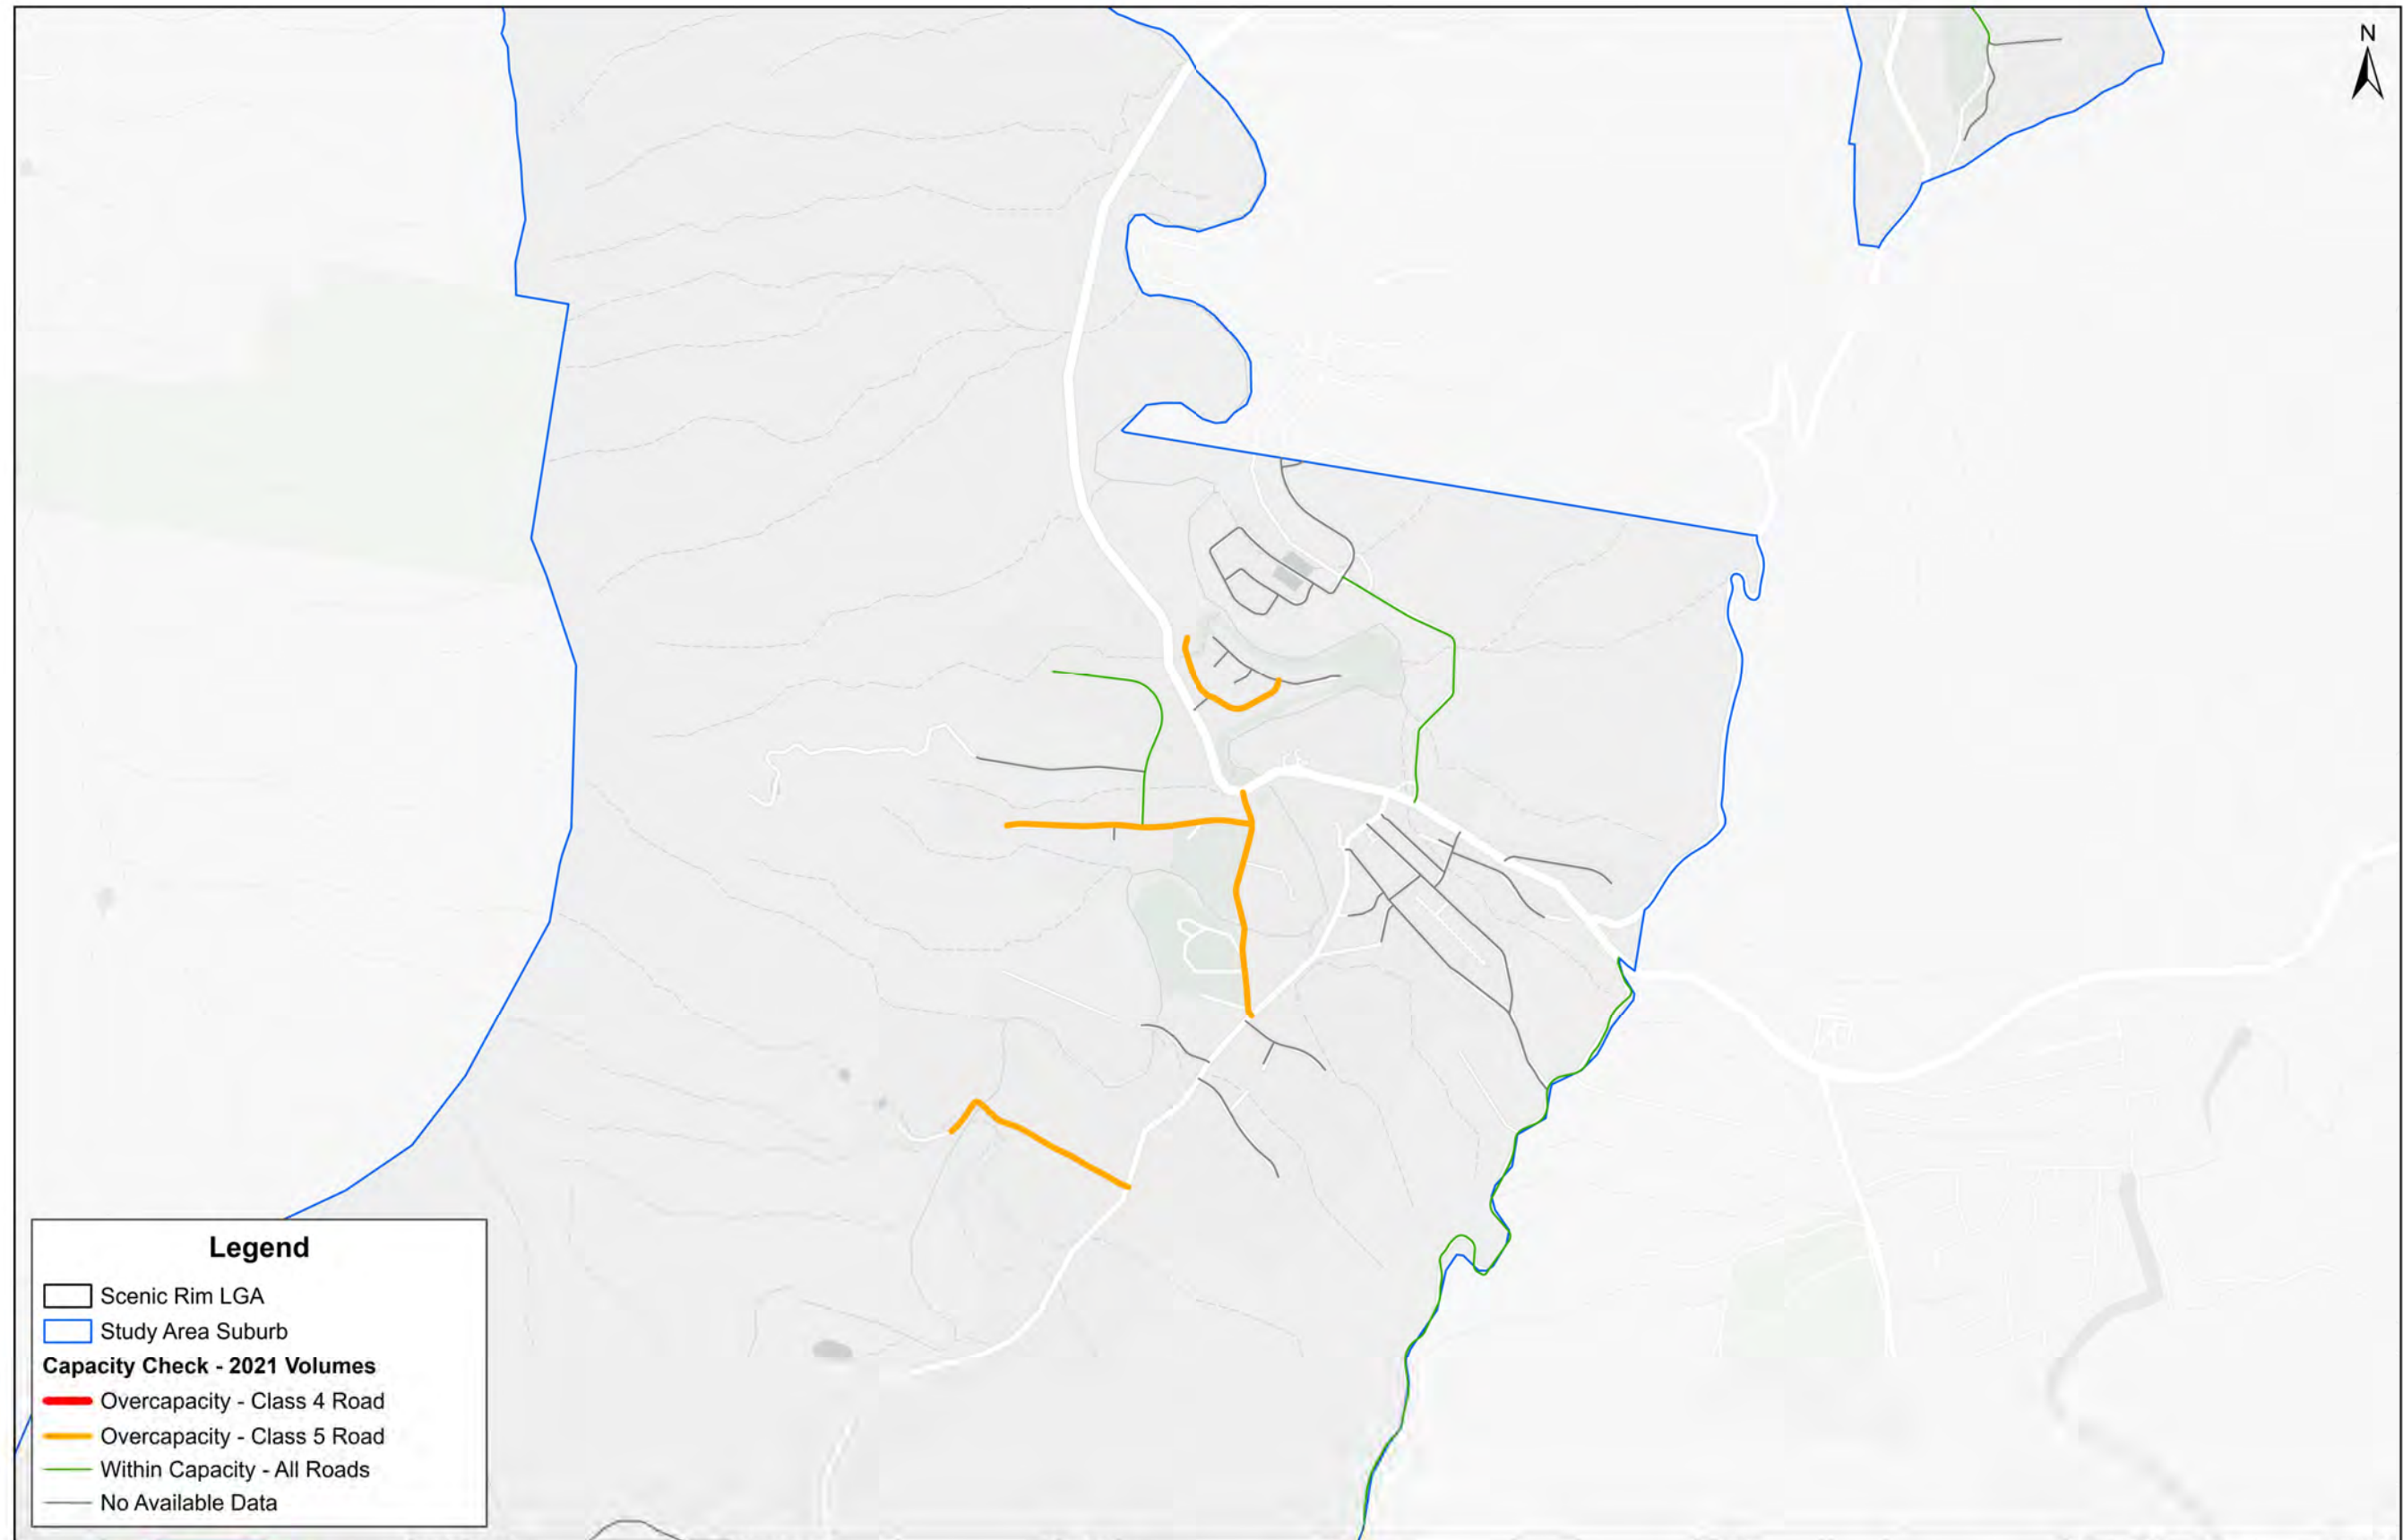 N
Legend
Scenic Rim LGA
Study Area Suburb
Capacity Check - 2021 Volumes
Overcapacity - Class 4 Road
Overcapacity - Class 5 Road
Within Capacity - All Roads
No Available Data